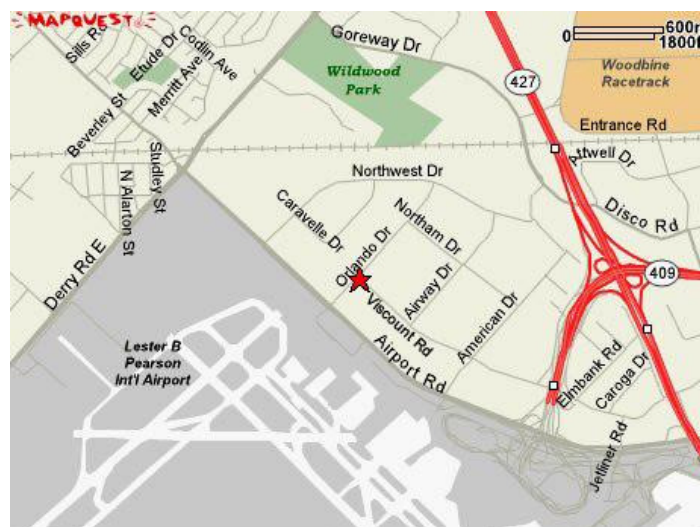 MAPQUEST
Sills Rd
Etude Dr
Codlin Ave
Merritt Ave
Beverley St
Studley St
N Alarton St
Derry Rd E
Goreway Dr
Wildwood
Park
0
600m
1800ft
Woodbine
Racetrack
427
Entrance Rd
Attwell Dr
Disco Rd
Northwest Dr
Caravelle Dr
Orlando Dr
Northam Dr
Airway Dr
Viscount Rd
American Dr
Airport Rd
409
Elmbank Rd
Caroga Dr
Jetliner Rd
Lester B
Pearson
Int'l Airport